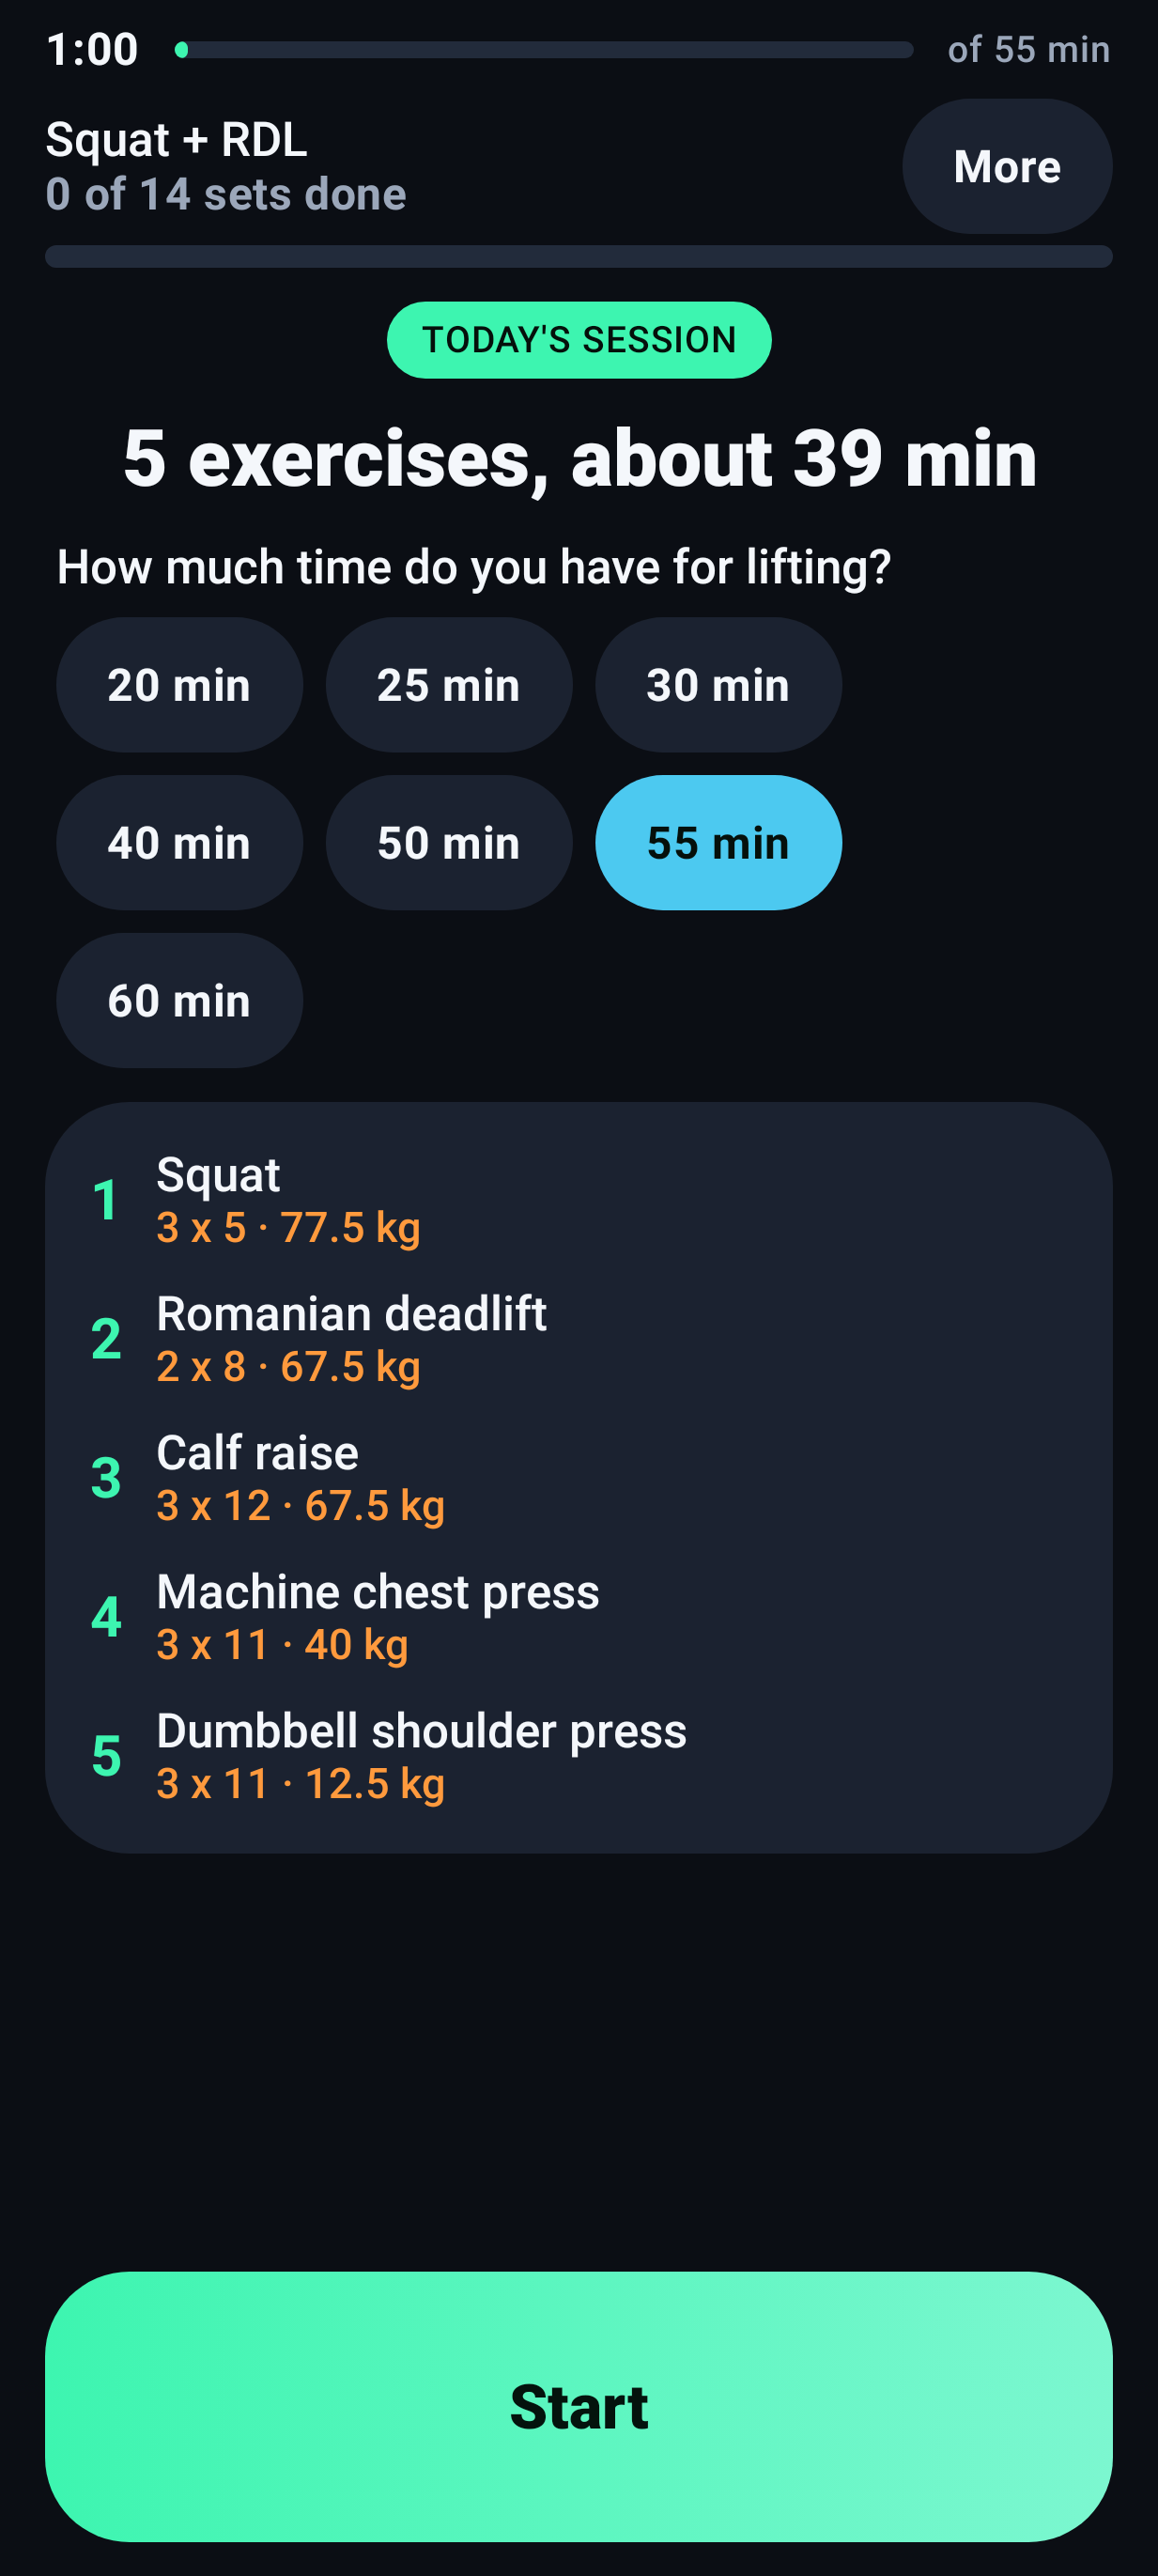 1:00 of 55 min
Squat + RDL
0 of 14 sets done
More
TODAY'S SESSION
5 exercises, about 39 min
How much time do you have for lifting?
20 min 25 min 30 min
40 min 50 min 55 min
60 min
1 Squat
3 x 5 · 77.5 kg
2 Romanian deadlift
2 x 8 · 67.5 kg
3 Calf raise
3 x 12 · 67.5 kg
4 Machine chest press
3 x 11 · 40 kg
5 Dumbbell shoulder press
3 x 11 · 12.5 kg
Start